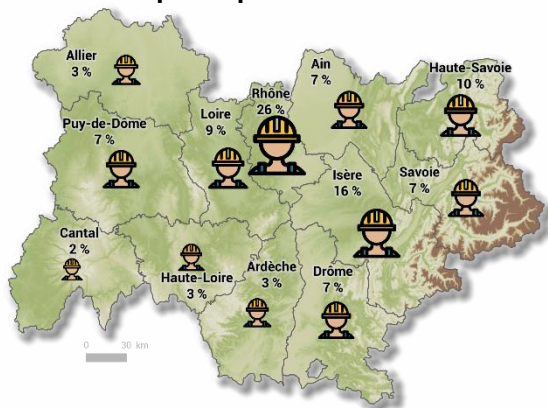 Allier
3 %
Puy-de-Dôme
7 %
Loire
9 %
Rhône
26 %
Ain
7 %
Haute-Savoie
10 %
Isère
16 %
Savoie
7 %
Cantal
2 %
Haute-Loire
3 %
Ardèche
3 %
Drôme
7 %
0 30 km